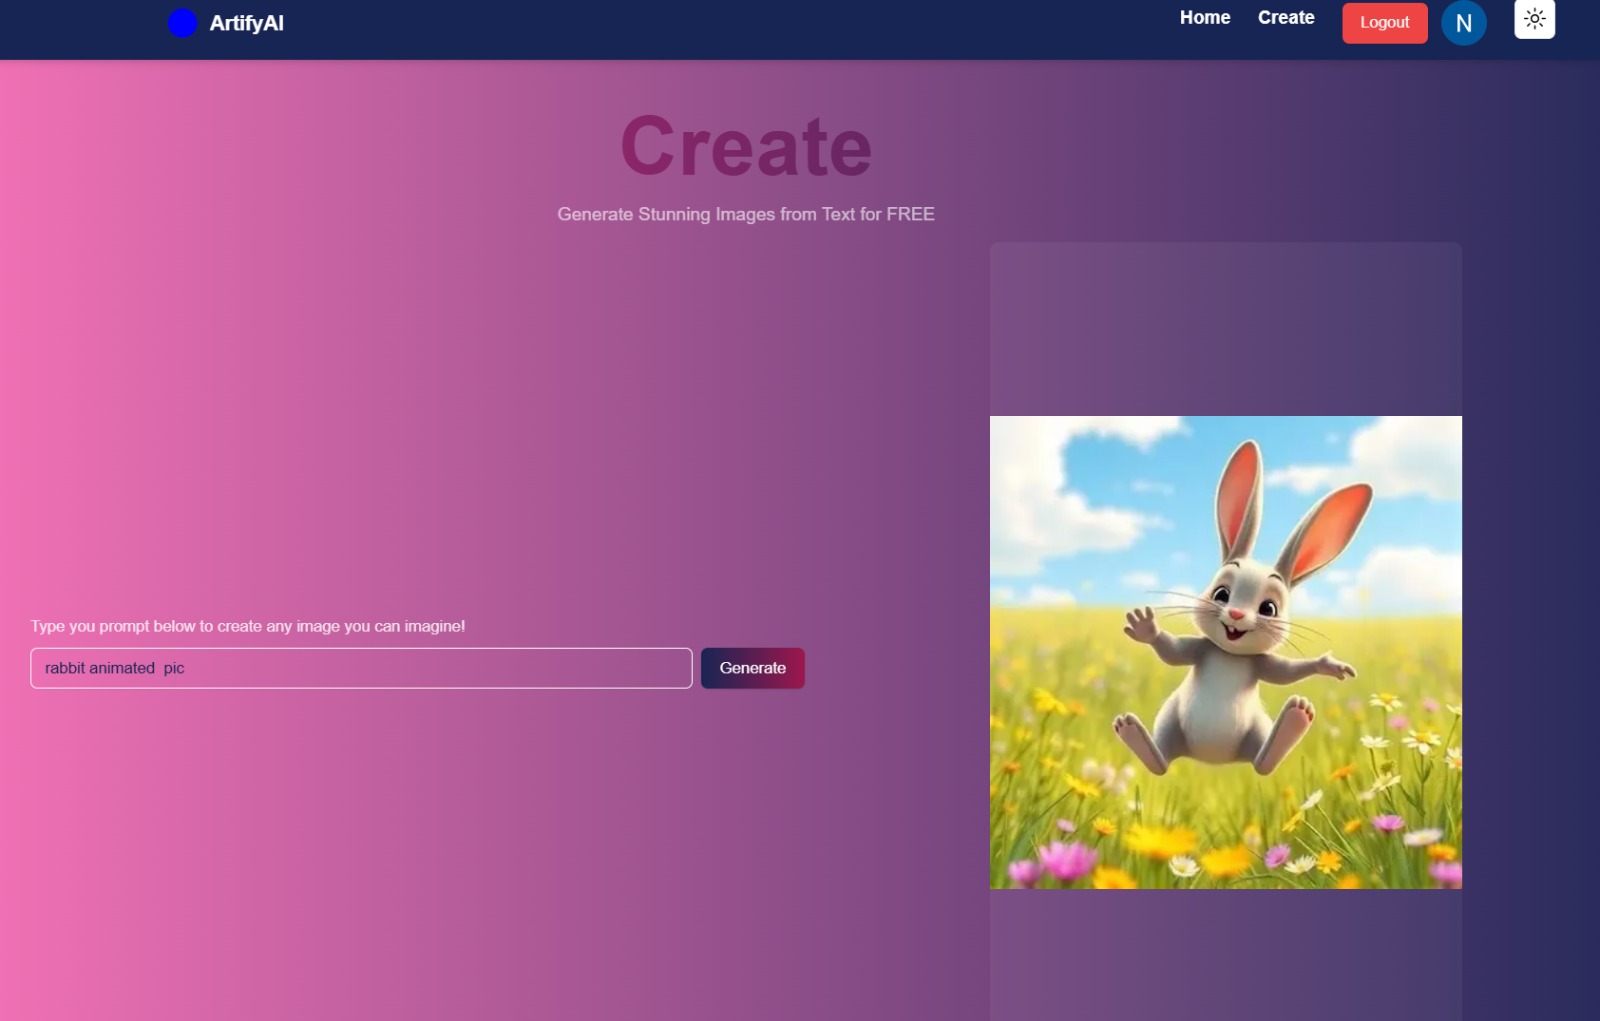 ArtifyAI
Home Create Logout N
Create
Generate Stunning Images from Text for FREE
Type you prompt below to create any image you can imagine!
rabbit animated  pic Generate